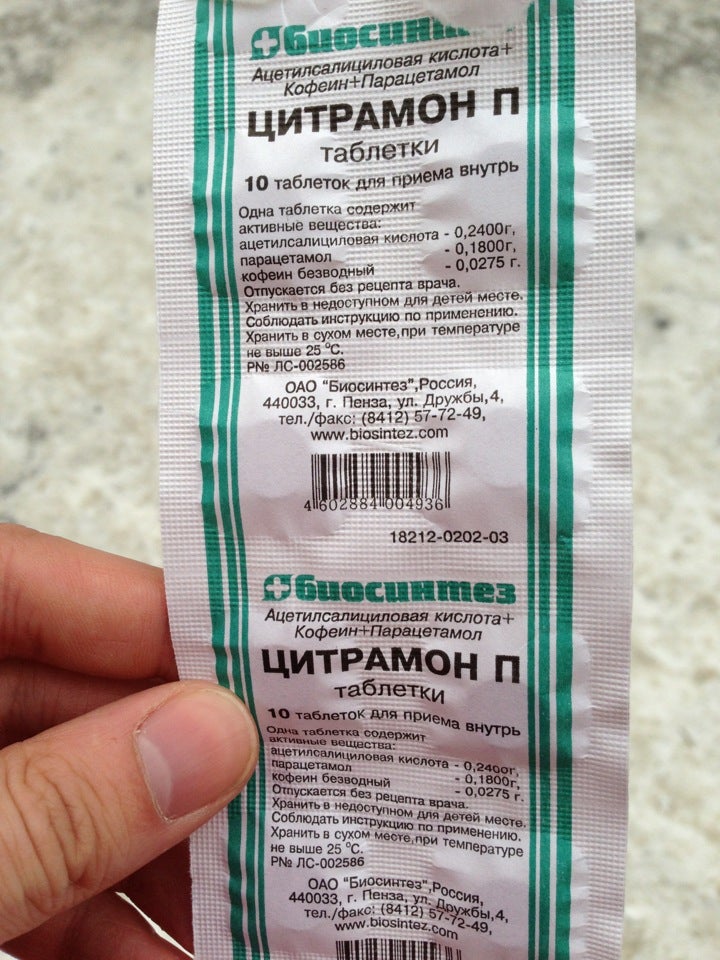 Биосинтез
Ацетилсалициловая кислота+
Кофеин+Парацетамол
ЦИТРАМОН П
таблетки
10 таблеток для приема внутрь
Одна таблетка содержит
активные вещества:
ацетилсалициловая кислота - 0,2400г,
парацетамол - 0,1800г,
кофеин безводный - 0,0275 г.
Отпускается без рецепта врача.
Хранить в недоступном для детей месте.
Соблюдать инструкцию по применению.
Хранить в сухом месте,при температуре
не выше 25 °С.
Р№ ЛС-002586
ОАО "Биосинтез",Россия,
440033, г. Пенза, ул. Дружбы,4,
тел./факс: (8412) 57-72-49,
www.biosintez.com
4 602884 004936
18212-0202-03
Биосинтез
Ацетилсалициловая кислота+
Кофеин+Парацетамол
ЦИТРАМОН П
таблетки
10 таблеток для приема внутрь
Одна таблетка содержит
активные вещества:
ацетилсалициловая кислота - 0,2400г,
парацетамол - 0,1800г,
кофеин безводный - 0,0275 г.
Отпускается без рецепта врача.
Хранить в недоступном для детей месте.
Соблюдать инструкцию по применению.
Хранить в сухом месте,при температуре
не выше 25 °С.
Р№ ЛС-002586
ОАО "Биосинтез",Россия,
440033, г. Пенза, ул. Дружбы,4,
тел./факс: (8412) 57-72-49,
www.biosintez.com